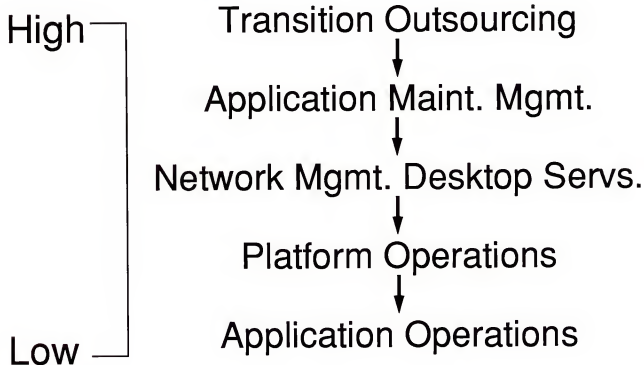 High
Transition Outsourcing
Application Maint. Mgmt.
Network Mgmt. Desktop Servs.
Platform Operations
Application Operations
Low